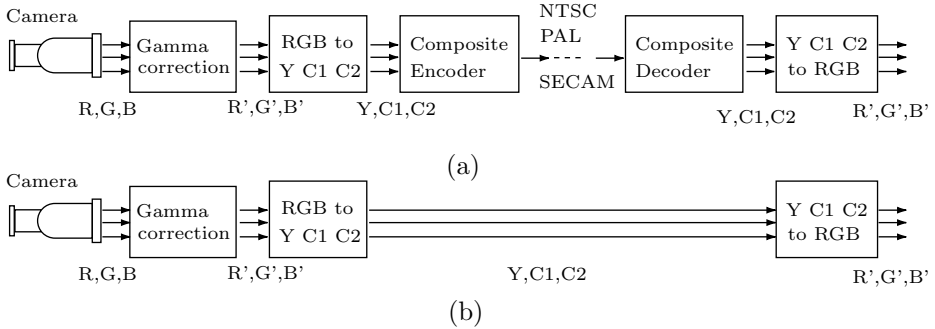 Camera
Gamma
correction
RGB to
Y C1 C2
Composite
Encoder
NTSC
PAL
SECAM
Composite
Decoder
Y C1 C2
to RGB
R,G,B
R',G',B'
Y,C1,C2
Y,C1,C2
R',G',B'
(a)
Camera
Gamma
correction
RGB to
Y C1 C2
Y C1 C2
to RGB
R,G,B
R',G',B'
Y,C1,C2
R',G',B'
(b)